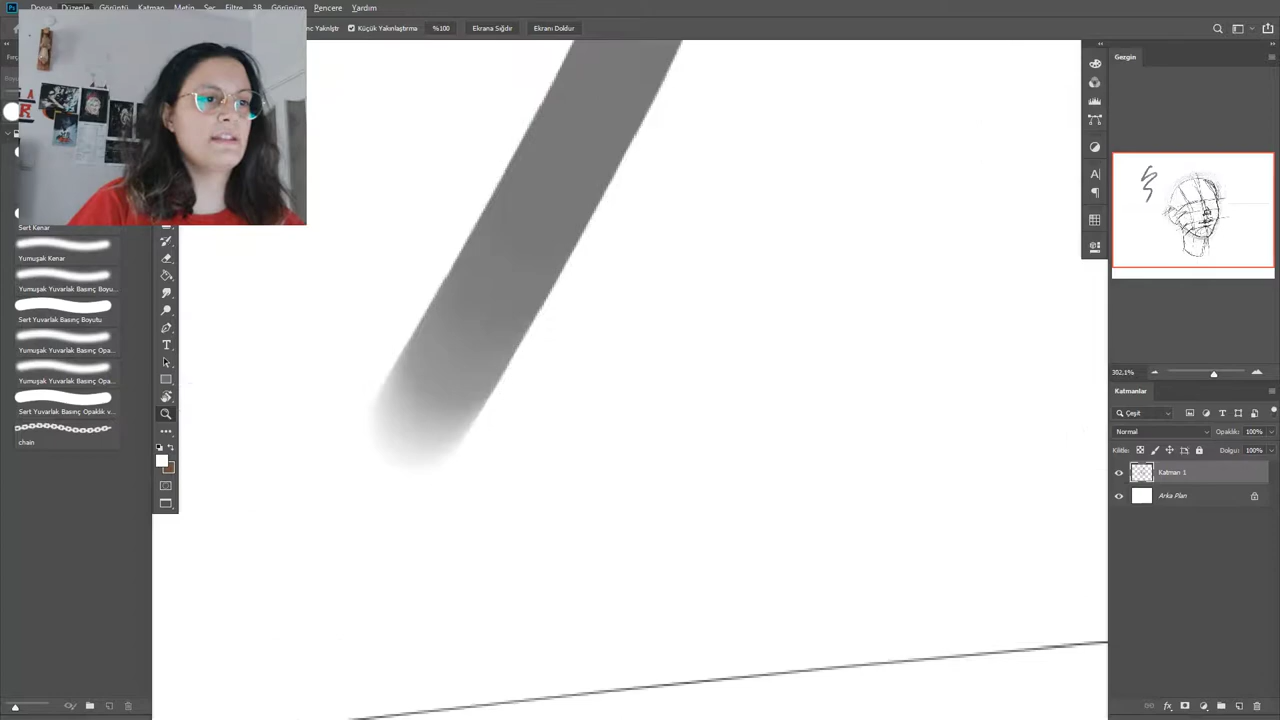 Dosya Düzenle Görüntü Katman Metin Seç Filtre 3B Görünüm Pencere Yardım
Küçük Yakınlaştırma %100 Ekrana Sığdır Ekranı Doldur
Gezgin
Sert Kenar
Yumuşak Kenar
Yumuşak Yuvarlak Basınç Boyu...
Sert Yuvarlak Basınç Boyutu
Yumuşak Yuvarlak Basınç Opa...
Yumuşak Yuvarlak Basınç Opa...
Sert Yuvarlak Basınç Opaklık v...
chain
302,1%
Katmanlar
Çeşit
Normal Opaklık: 100%
Kilitle: Dolgu: 100%
Katman 1
Arka Plan